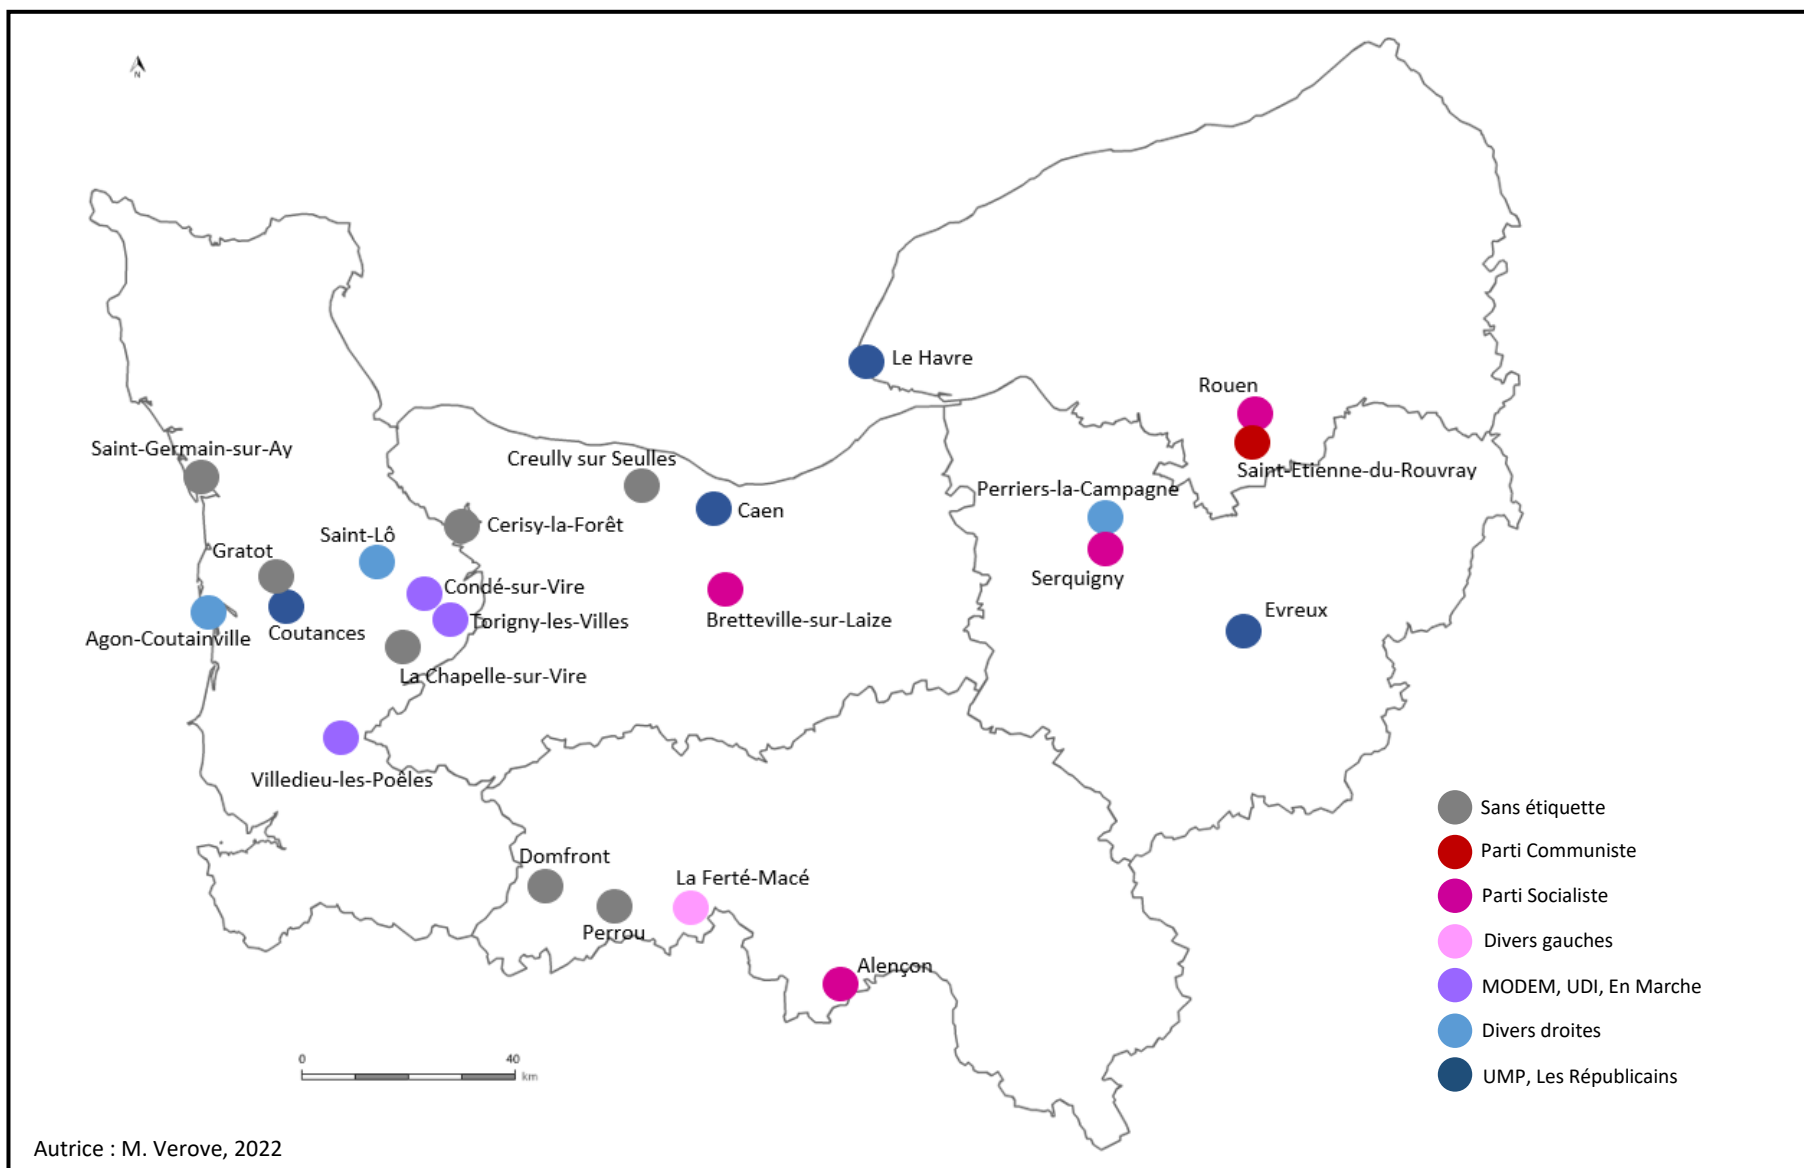 N
Le Havre
Rouen
Saint-Etienne-du-Rouvray
Saint-Germain-sur-Ay
Creully sur Seulles
Perriers-la-Campagne
Caen
Cerisy-la-Forêt
Saint-Lô
Gratot
Condé-sur-Vire
Serquigny
Evreux
Torigny-les-Villes
Bretteville-sur-Laize
Agon-Coutainville
Coutances
La Chapelle-sur-Vire
Villedieu-les-Poêles
Domfront
La Ferté-Macé
Perrou
Alençon
Sans étiquette
Parti Communiste
Parti Socialiste
Divers gauches
MODEM, UDI, En Marche
Divers droites
UMP, Les Républicains
0 40
km
Autrice : M. Verove, 2022